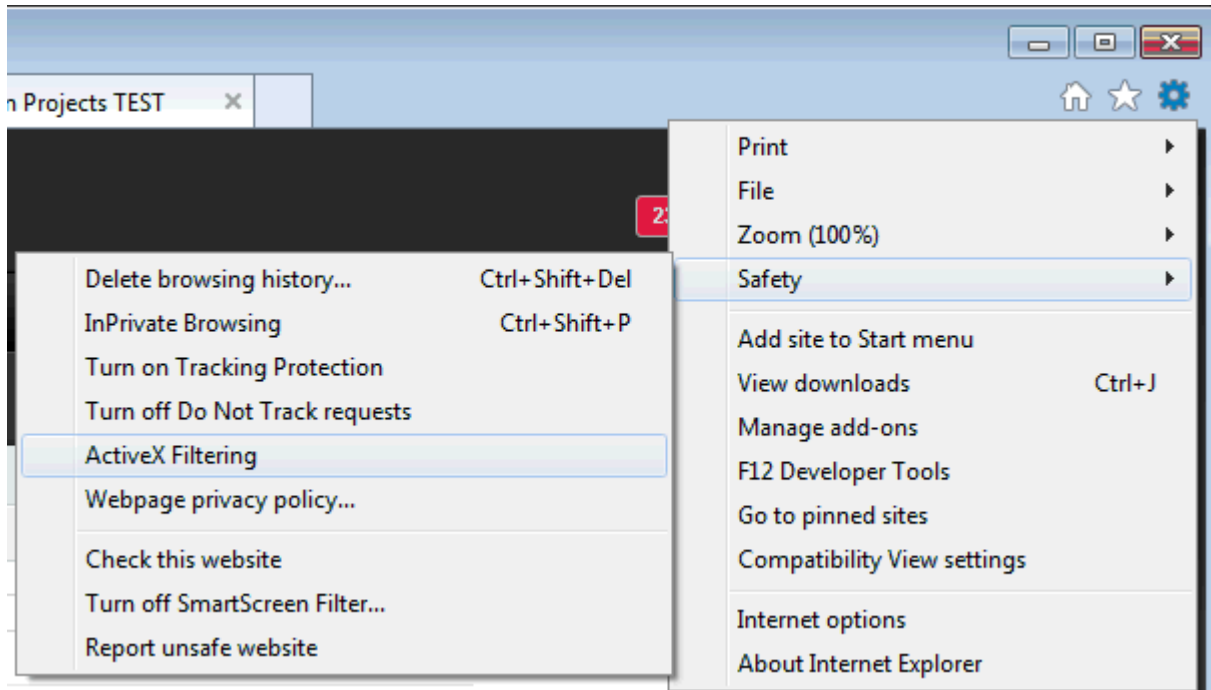 n Projects TEST
Print
File
23
Zoom (100%)
Safety
Delete browsing history... Ctrl+Shift+Del
InPrivate Browsing Ctrl+Shift+P
Turn on Tracking Protection
Turn off Do Not Track requests
ActiveX Filtering
Webpage privacy policy...
Check this website
Turn off SmartScreen Filter...
Report unsafe website
Add site to Start menu
View downloads Ctrl+J
Manage add-ons
F12 Developer Tools
Go to pinned sites
Compatibility View settings
Internet options
About Internet Explorer